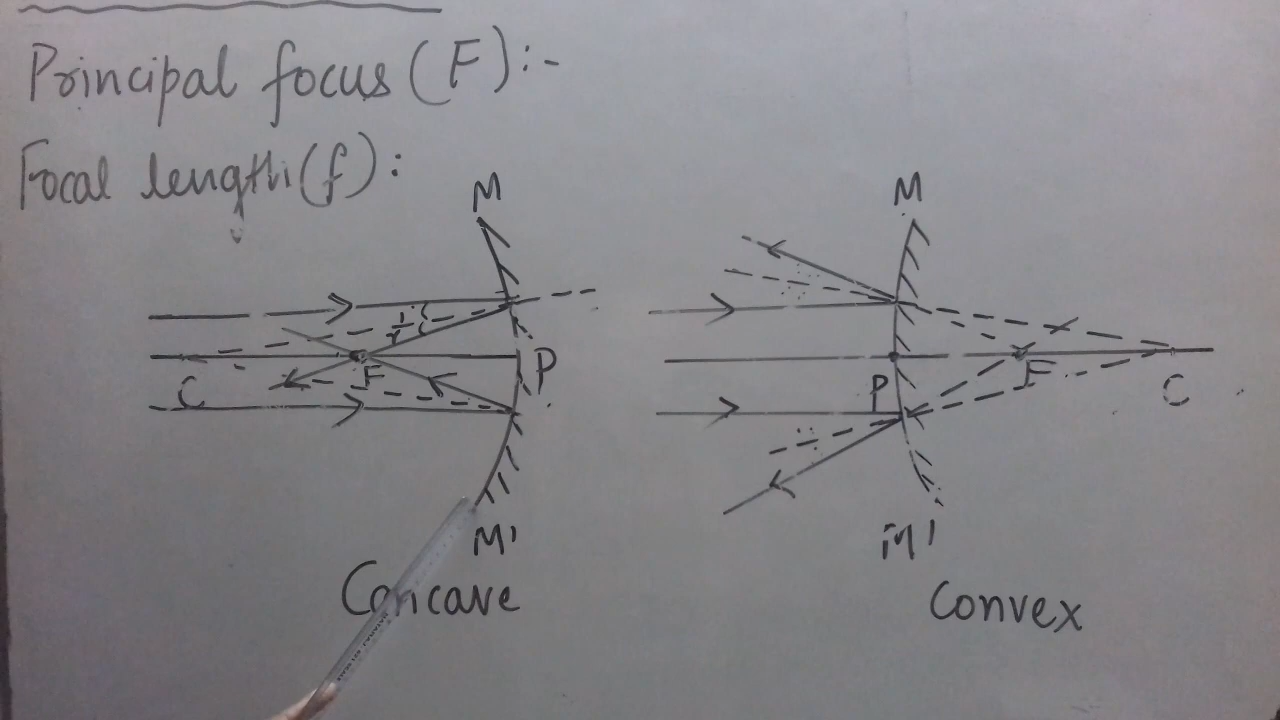 Principal focus (F):-
Focal length (f):
M
M
i
r
C
F
P
P
F
C
M'
M'
Concave
Convex